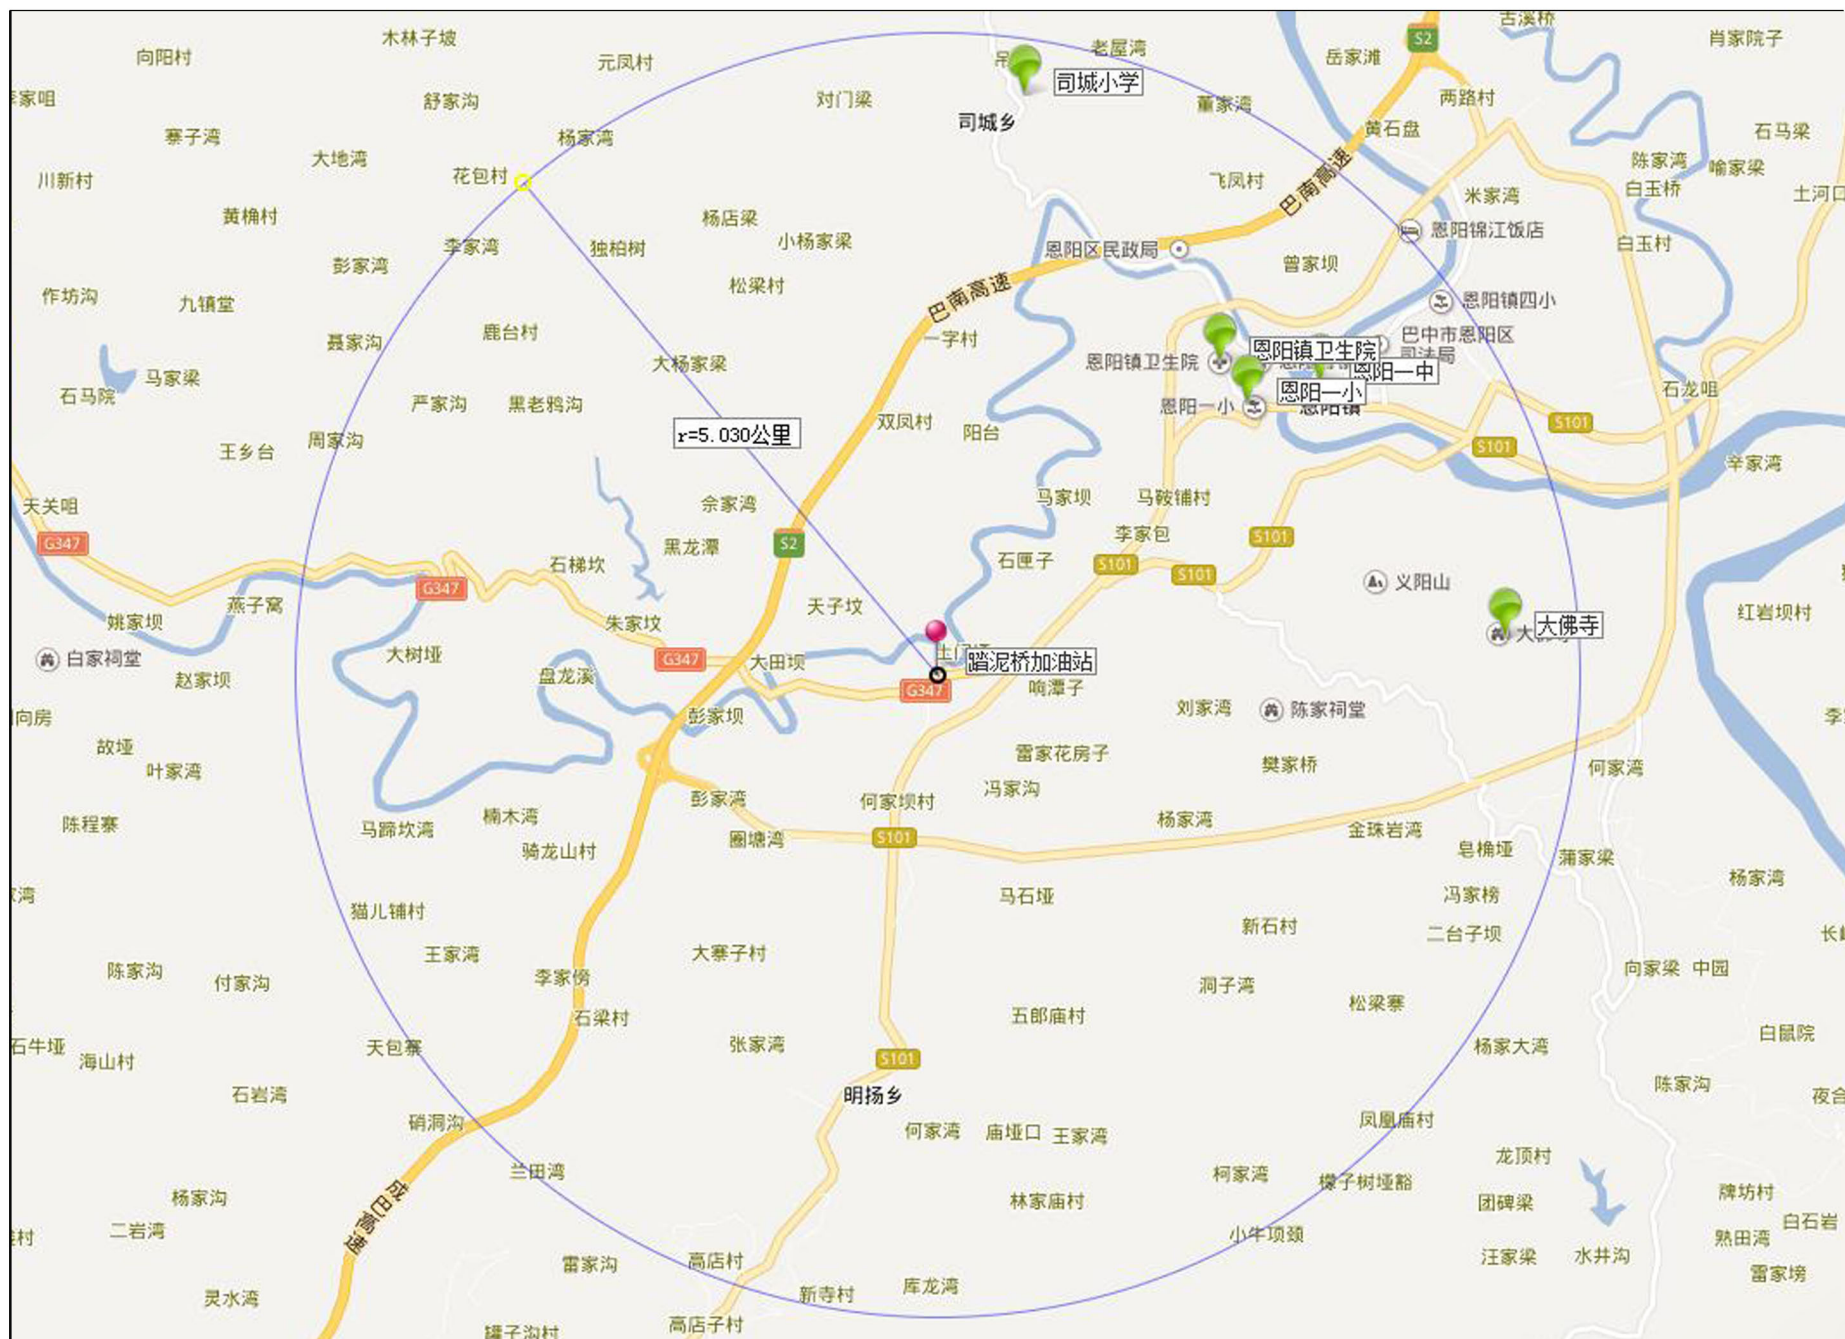 古溪桥
木林子坡
肖家院子
向阳村
元凤村
老屋湾
岳家滩
S2
司城小学
李家咀
舒家沟
对门梁
董家湾
两路村
司城乡
黄石盘
石马梁
寨子湾
杨家湾
大地湾
陈家湾
喻家梁
川新村
花包村
飞凤村
巴南高速
米家湾
白玉桥
土河口
黄桷村
杨店梁
恩阳锦江饭店
李家湾
独柏树
小杨家梁
恩阳区民政局
白玉村
彭家湾
曾家坝
松梁村
巴南高速
作坊沟
九镇堂
恩阳镇四小
鹿台村
一字村
聂家沟
恩阳镇卫生院
巴中市恩阳区
司法局
大杨家梁
恩阳镇卫生院
恩阳一中
马家梁
恩阳一小
石龙咀
石马院
严家沟
黑老鸦沟
恩阳一小
恩阳镇
双凤村
阳台
S101
r=5.030公里
周家沟
王乡台
S101
辛家湾
天关咀
佘家湾
马家坝
马鞍铺村
李家包
G347
S2
黑龙潭
S101
石梯坎
石匣子
S101
S101
G347
义阳山
燕子窝
天子坟
红岩坝村
姚家坝
朱家坟
大佛寺
白家祠堂
大树垭
G347
大田坝
踏泥桥加油站
赵家坝
盘龙溪
G347
响潭子
刘家湾
陈家祠堂
向房
彭家坝
故垭
雷家花房子
叶家湾
樊家桥
何家湾
彭家湾
何家坝村
冯家沟
陈程寨
马蹄坎湾
楠木湾
圈塘湾
S101
杨家湾
金珠岩湾
骑龙山村
皂桷垭
蒲家梁
杨家湾
马石垭
冯家榜
猫儿铺村
新石村
二台子坝
王家湾
大寨子村
陈家沟
付家沟
李家傍
洞子湾
向家梁
中园
松梁寨
石梁村
五郎庙村
白鼠院
石牛垭
海山村
天包寨
张家湾
S101
杨家大湾
石岩湾
明扬乡
陈家沟
夜合
硝洞沟
何家湾
庙垭口
王家湾
凤凰庙村
龙顶村
兰田湾
柯家湾
檬子树垭豁
成巴高速
杨家沟
林家庙村
团碑梁
牌坊村
二岩湾
小牛项颈
白石岩
熟田湾
雷家沟
高店村
汪家梁
水井沟
雷家塝
灵水湾
新寺村
库龙湾
罐子沟村
高店子村